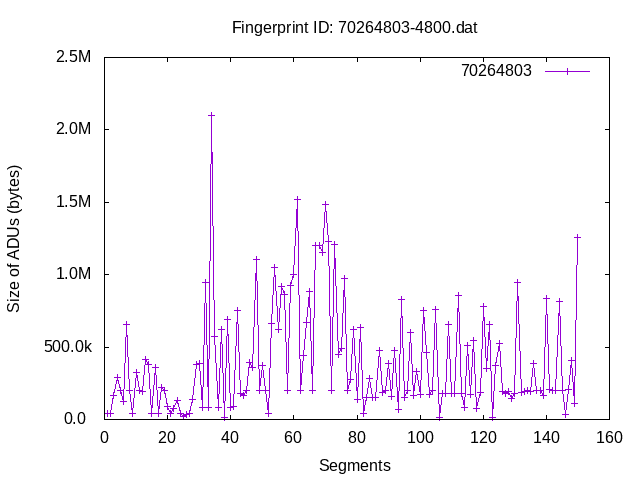 Fingerprint ID: 70264803-4800.dat
2.5M
70264803
2.0M
1.5M
1.0M
500.0k
0.0
Size of ADUs (bytes)
0 20 40 60 80 100 120 140 160
Segments